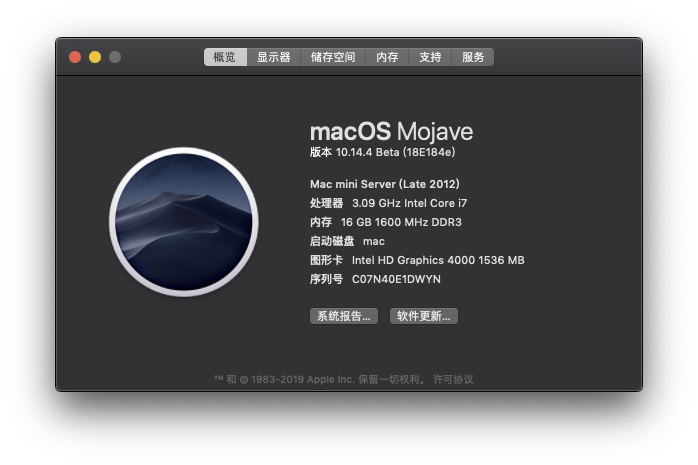 概览 显示器 储存空间 内存 支持 服务
macOS Mojave
版本 10.14.4 Beta (18E184e)
Mac mini Server (Late 2012)
处理器 3.09 GHz Intel Core i7
内存 16 GB 1600 MHz DDR3
启动磁盘 mac
图形卡 Intel HD Graphics 4000 1536 MB
序列号 C07N40E1DWYN
系统报告... 软件更新...
™ 和 © 1983-2019 Apple Inc. 保留一切权利。 许可协议